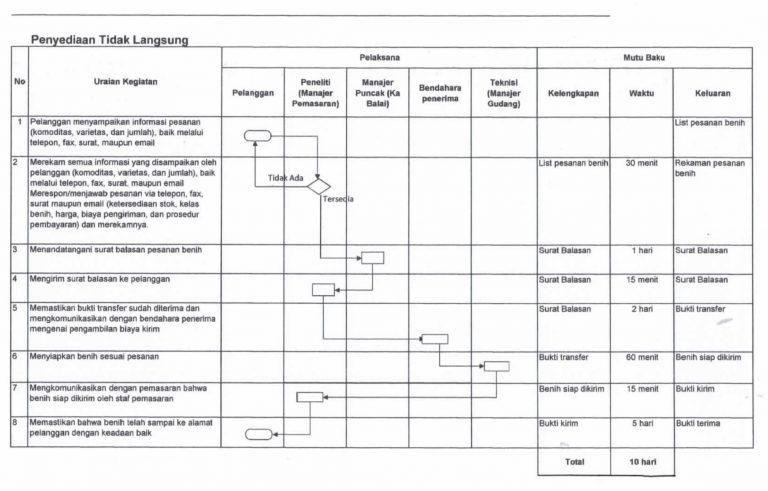 Penyediaan Tidak Langsung
No
Uraian Kegiatan
Pelaksana
Mutu Baku
Pelanggan
Peneliti
(Manajer
Pemasaran)
Manajer
Puncak (Ka
Balai)
Bendahara
penerima
Teknisi
(Manajer
Gudang)
Kelengkapan
Waktu
Keluaran
1
Pelanggan menyampaikan informasi pesanan
(komoditas, varietas, dan jumlah), baik melalui
telepon, fax, surat, maupun email
List pesanan benih
2
Merekam semua informasi yang disampaikan oleh
pelanggan (komoditas, varietas, dan jumlah), baik
melalui telepon, fax, surat, maupun email
Merespon/menjawab pesanan via telepon, fax,
surat maupun email (ketersediaan stok, kelas
benih, harga, biaya pengiriman, dan prosedur
pembayaran) dan merekamnya.
Tidak Ada
Tersedia
List pesanan benih
30 menit
Rekaman pesanan
benih
3
Menandatangani surat balasan pesanan benih
Surat Balasan
1 hari
Surat Balasan
4
Mengirim surat balasan ke pelanggan
Surat Balasan
15 menit
Surat Balasan
5
Memastikan bukti transfer sudah diterima dan
mengkomunikasikan dengan bendahara penerima
mengenai pengambilan biaya kirim
Surat Balasan
2 hari
Bukti transfer
6
Menyiapkan benih sesuai pesanan
Bukti transfer
60 menit
Benih siap dikirim
7
Mengkomunikasikan dengan pemasaran bahwa
benih siap dikirim oleh staf pemasaran
Benih siap dikirim
15 menit
Bukti kirim
8
Memastikan bahwa benih telah sampai ke alamat
pelanggan dengan keadaan baik
Bukti kirim
5 hari
Bukti terima
Total
10 hari